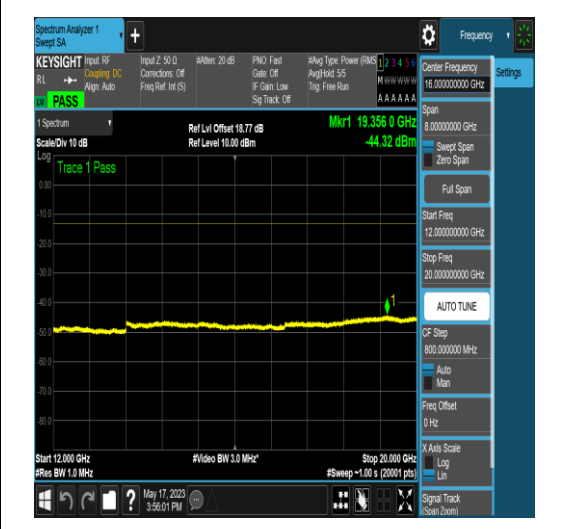 Spectrum Analyzer 1
Swept SA
+
Frequency
KEYSIGHT
RL
PASS
Input: RF
Coupling: DC
Align: Auto
Input Z: 50 Ω
Corrections: Off
Freq Ref: Int (S)
#Atten: 20 dB
PNO: Fast
Gate: Off
IF Gain: Low
Sig Track: Off
#Avg Type: Power (RMS
Avg|Hold: 5/5
Trig: Free Run
1 2 3 4 5 6
M W W W W W
A A A A A A
1 Spectrum
Scale/Div 10 dB
Ref Lvl Offset 18.77 dB
Ref Level 10.00 dBm
Mkr1 19.356 0 GHz
-44.32 dBm
Log
Trace 1 Pass
0.00
-10.0
-20.0
-30.0
-40.0
-50.0
-60.0
-70.0
-80.0
1
Start 12.000 GHz
#Res BW 1.0 MHz
#Video BW 3.0 MHz*
Stop 20.000 GHz
#Sweep ~1.00 s (20001 pts)
Center Frequency
16.000000000 GHz
Settings
Span
8.00000000 GHz
Swept Span
Zero Span
Full Span
Start Freq
12.000000000 GHz
Stop Freq
20.000000000 GHz
AUTO TUNE
CF Step
800.000000 MHz
Auto
Man
Freq Offset
0 Hz
X Axis Scale
Log
Lin
Signal Track
(Span Zoom)
?
May 17, 2023
3:56:01 PM